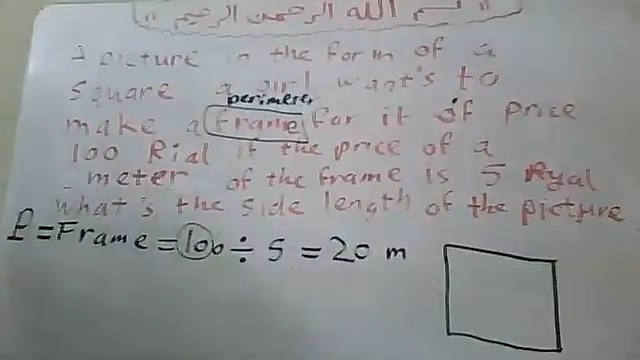 بسم الله الرحمن الرحيم
A picture in the form of a
square a girl want's to
perimeter
make a frame for it of price
100 Rial if the price of a
meter of the frame is 5 Ryal
what's the side length of the picture
P = Frame = 100 ÷ 5 = 20 m